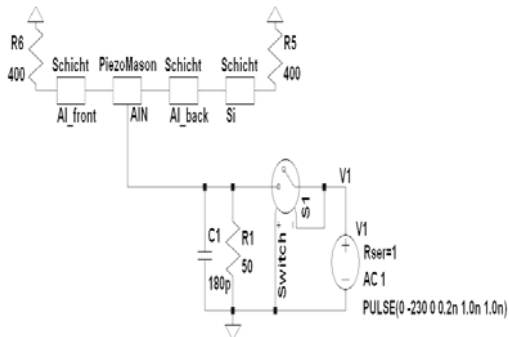 R6
400
Schicht
Al_front
PiezoMason
AlN
Schicht
Al_back
Schicht
Si
R5
400
C1
180p
R1
50
Switch
+
−
S1
V1
V1
+
−
Rser=1
AC 1
PULSE(0 -230 0 0.2n 1.0n 1.0n)